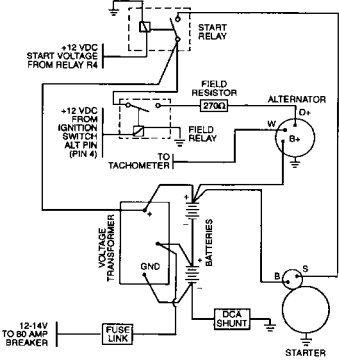 START
RELAY
+12 VDC
START VOLTAGE
FROM RELAY R4
FIELD
RESISTOR
270Ω
ALTERNATOR
D+
+12 VDC
FROM
IGNITION
SWITCH
ALT PIN
(PIN 4)
FIELD
RELAY
W
B+
TO
TACHOMETER
+
+
−
VOLTAGE
TRANSFORMER
BATTERIES
GND
+
−
B
S
12-14V
TO 80 AMP
BREAKER
FUSE
LINK
DCA
SHUNT
STARTER